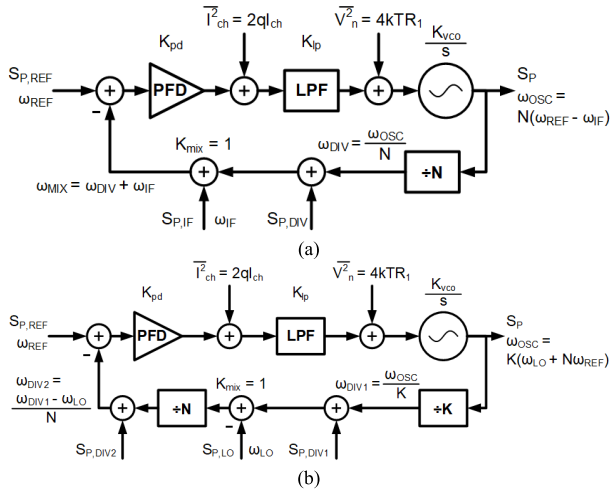 I²ch = 2qIch
V²n = 4kTR1
Kpd
Klp
Kvco
s
SP,REF
ωREF
PFD
LPF
SP
ωOSC =
N(ωREF - ωIF)
Kmix = 1
ωDIV = ωOSC
N
÷N
ωMIX = ωDIV + ωIF
SP,IF ωIF
SP,DIV
(a)
I²ch = 2qIch
V²n = 4kTR1
Kpd
Klp
Kvco
s
SP,REF
ωREF
PFD
LPF
SP
ωOSC =
K(ωLO + NωREF)
ωDIV2 =
ωDIV1 - ωLO
N
÷N
Kmix = 1
ωDIV1 = ωOSC
K
÷K
SP,DIV2
SP,LO ωLO
SP,DIV1
(b)